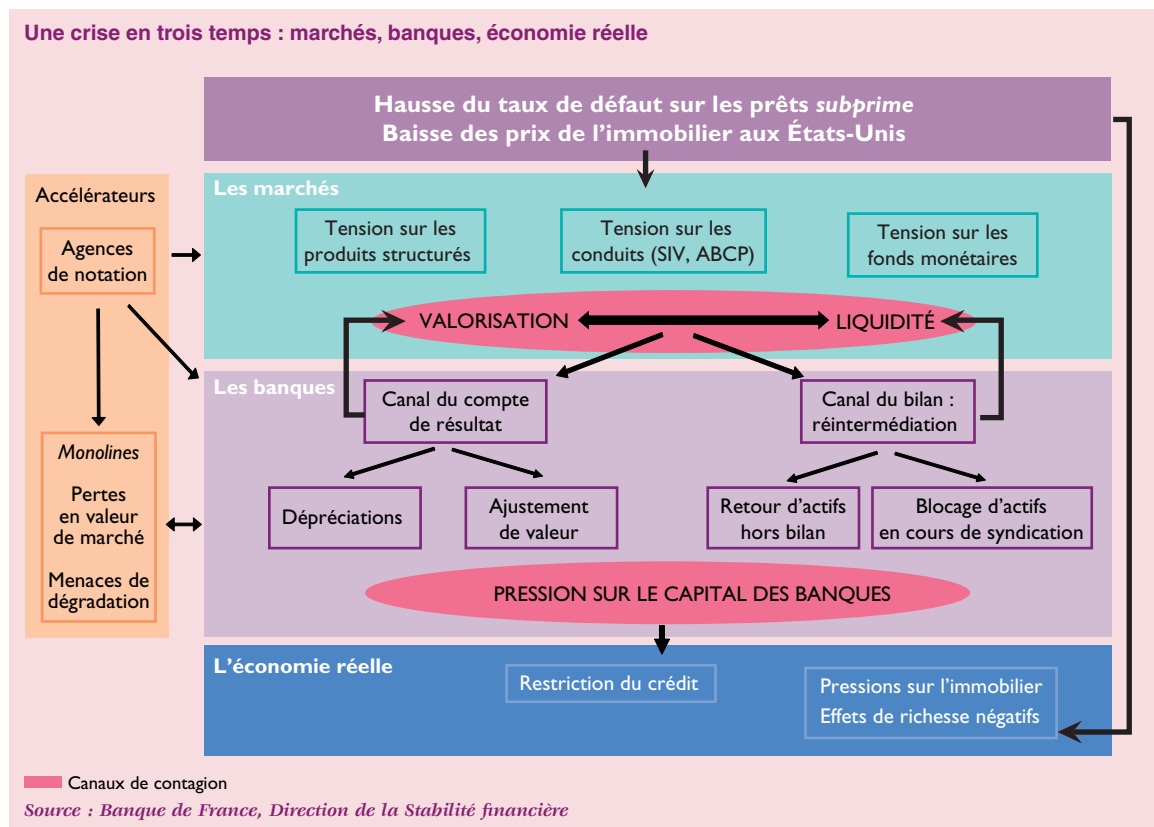 Une crise en trois temps : marchés, banques, économie réelle
Hausse du taux de défaut sur les prêts subprime
Baisse des prix de l'immobilier aux États-Unis
Accélérateurs
Agences
de notation
Monolines
Pertes
en valeur
de marché
Menaces de
dégradation
Les marchés
Tension sur les
produits structurés
Tension sur les
conduits (SIV, ABCP)
Tension sur les
fonds monétaires
VALORISATION
LIQUIDITÉ
Les banques
Canal du compte
de résultat
Canal du bilan :
réintermédiation
Dépréciations
Ajustement
de valeur
Retour d'actifs
hors bilan
Blocage d'actifs
en cours de syndication
PRESSION SUR LE CAPITAL DES BANQUES
L'économie réelle
Restriction du crédit
Pressions sur l'immobilier
Effets de richesse négatifs
Canaux de contagion
Source : Banque de France, Direction de la Stabilité financière